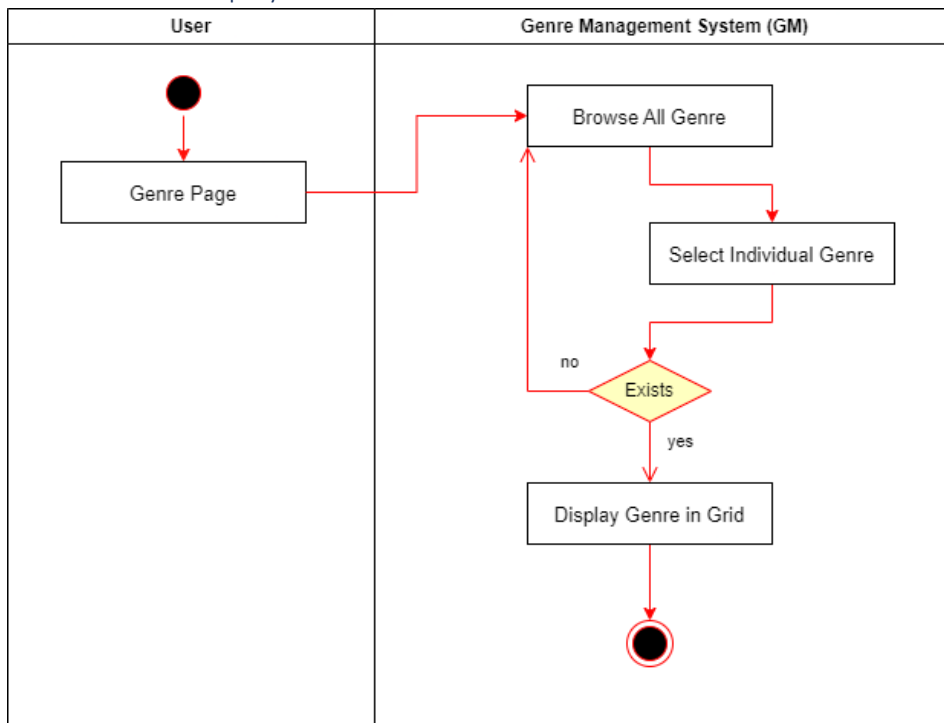 User
Genre Management System (GM)
Browse All Genre
Genre Page
Select Individual Genre
no
Exists
yes
Display Genre in Grid